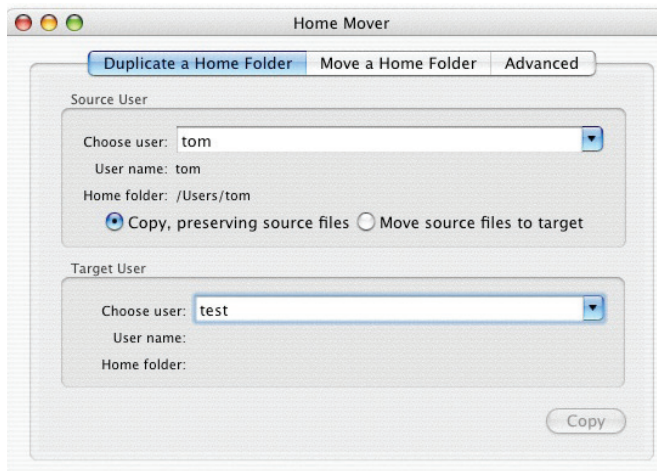 Home Mover
Duplicate a Home Folder Move a Home Folder Advanced
Source User
Choose user: tom
User name: tom
Home folder: /Users/tom
Copy, preserving source files Move source files to target
Target User
Choose user: test
User name:
Home folder:
Copy